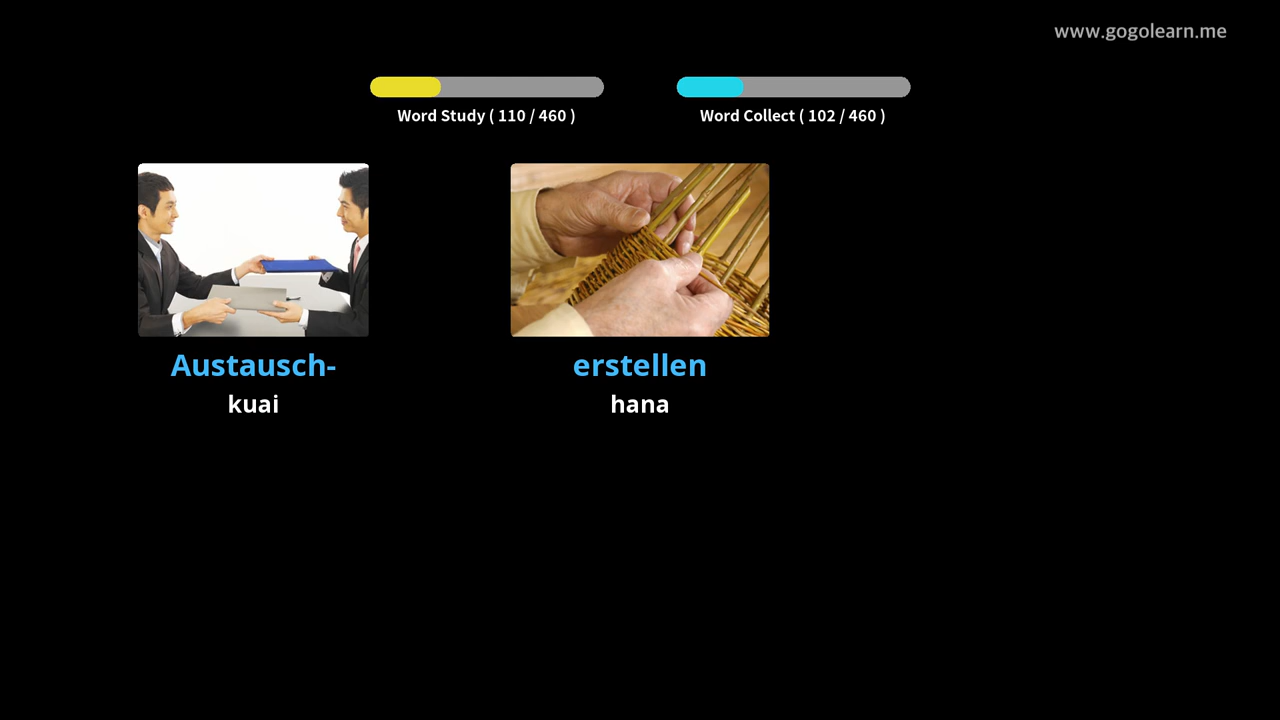 www.gogolearn.me
Word Study ( 110 / 460 )
Word Collect ( 102 / 460 )
Austausch-
kuai
erstellen
hana